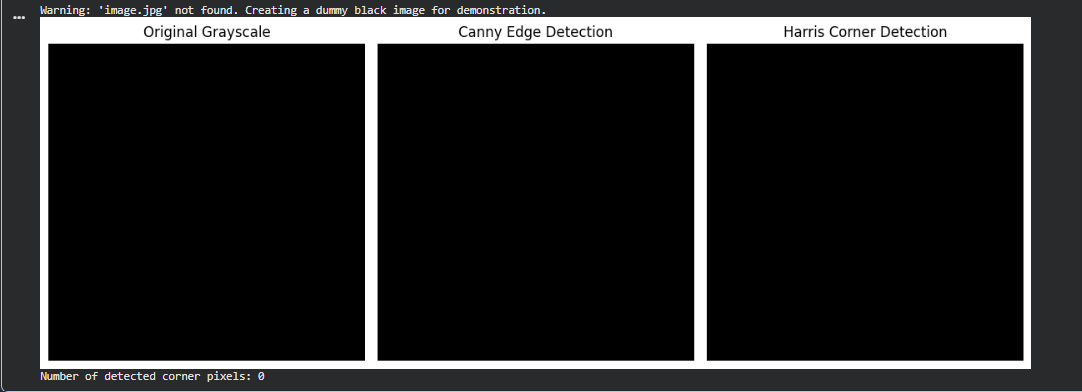 Warning: 'image.jpg' not found. Creating a dummy black image for demonstration.
Original Grayscale
Canny Edge Detection
Harris Corner Detection
Number of detected corner pixels: 0